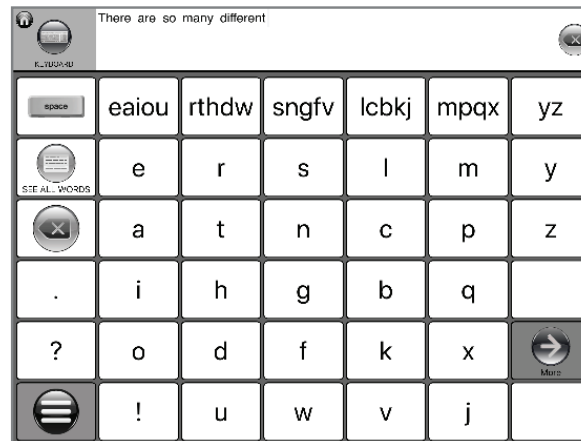 There are so many different
KEYBOARD
space eaiou rthdw sngfv lcbkj mpqx yz
SEE ALL WORDS e r s l m y
a t n c p z
. i h g b q
? o d f k x More
! u w v j